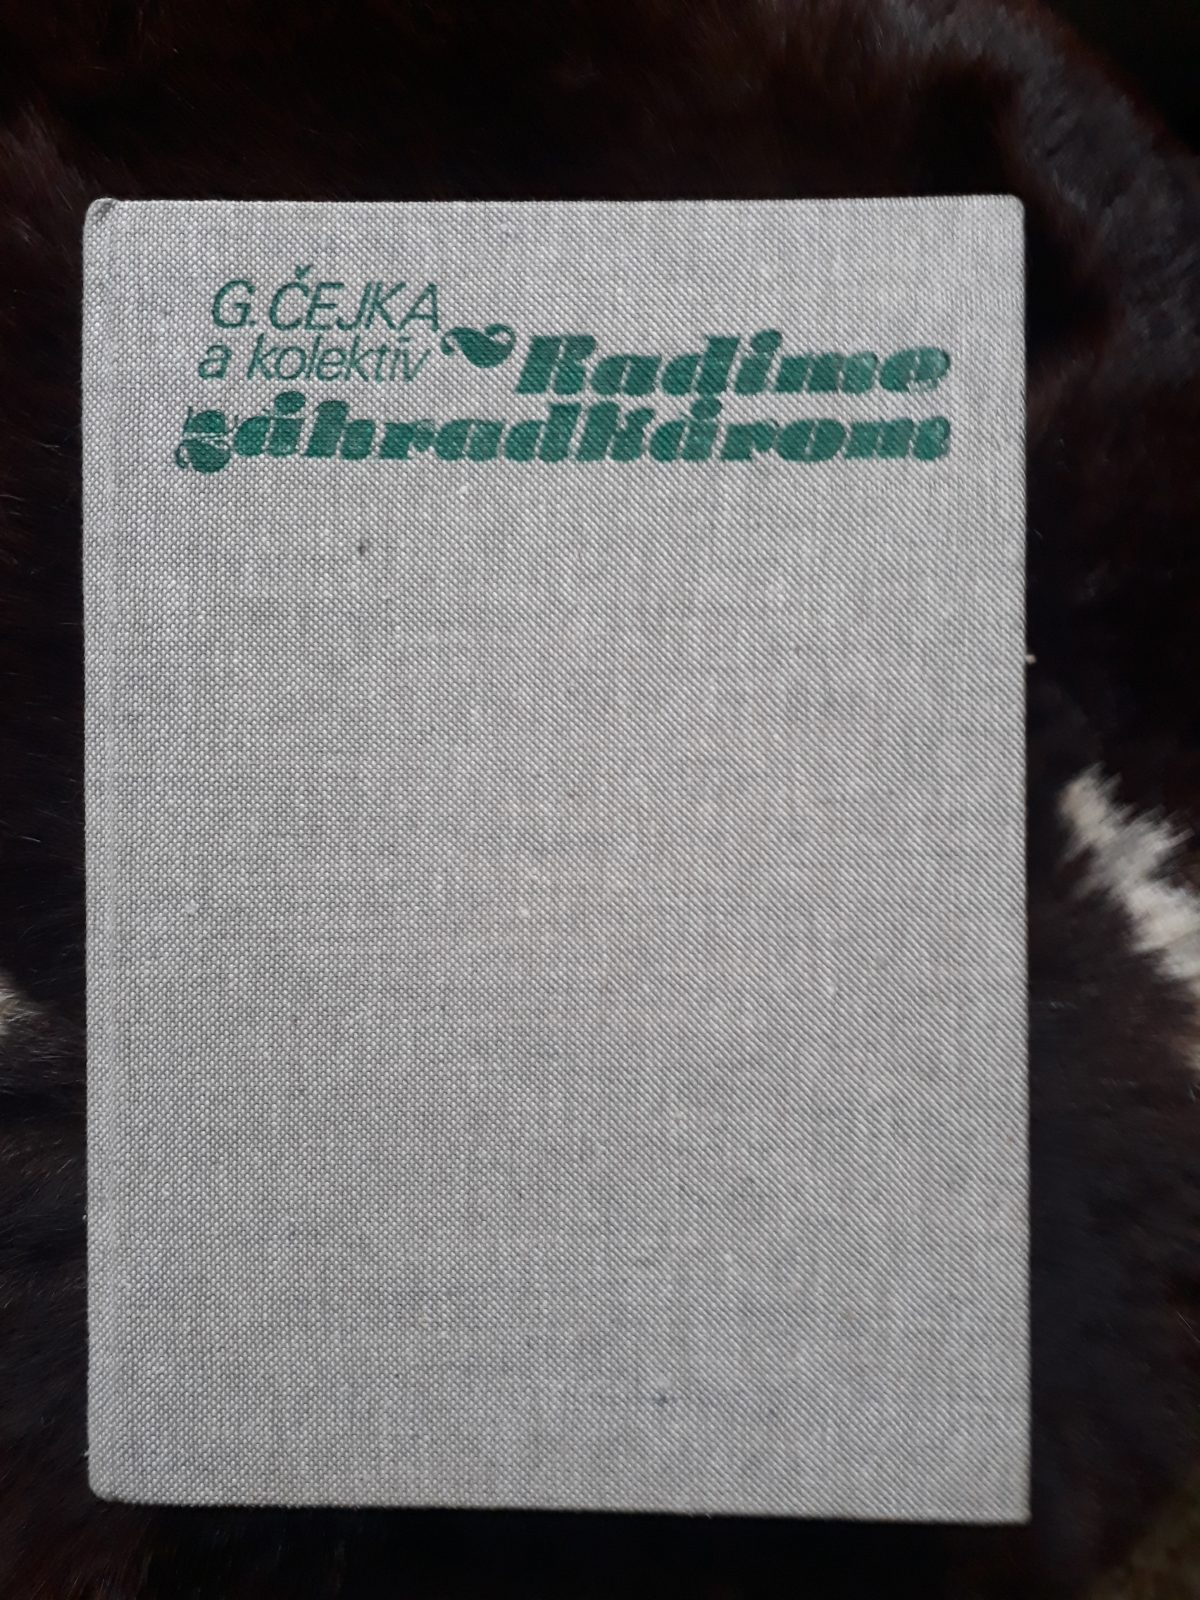 G. ČEJKA
a kolektív
Radíme
záhradkárom